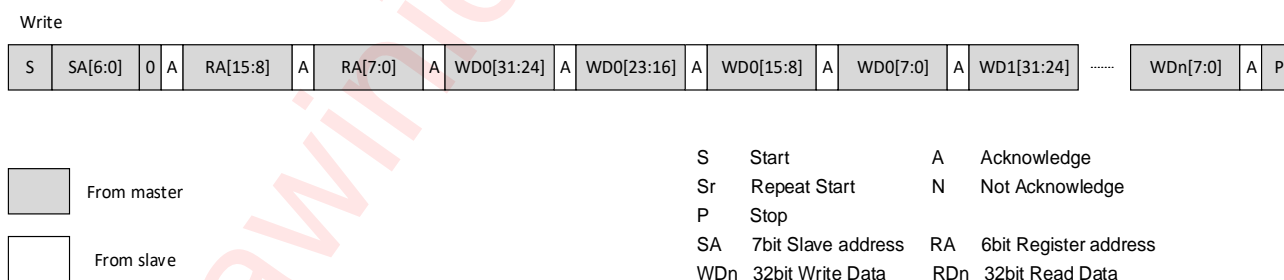 Write
S SA[6:0] 0 A RA[15:8] A RA[7:0] A WD0[31:24] A WD0[23:16] A WD0[15:8] A WD0[7:0] A WD1[31:24] ....... WDn[7:0] A P
S Start A Acknowledge
Sr Repeat Start N Not Acknowledge
From master
P Stop
SA 7bit Slave address RA 6bit Register address
From slave
WDn 32bit Write Data RDn 32bit Read Data